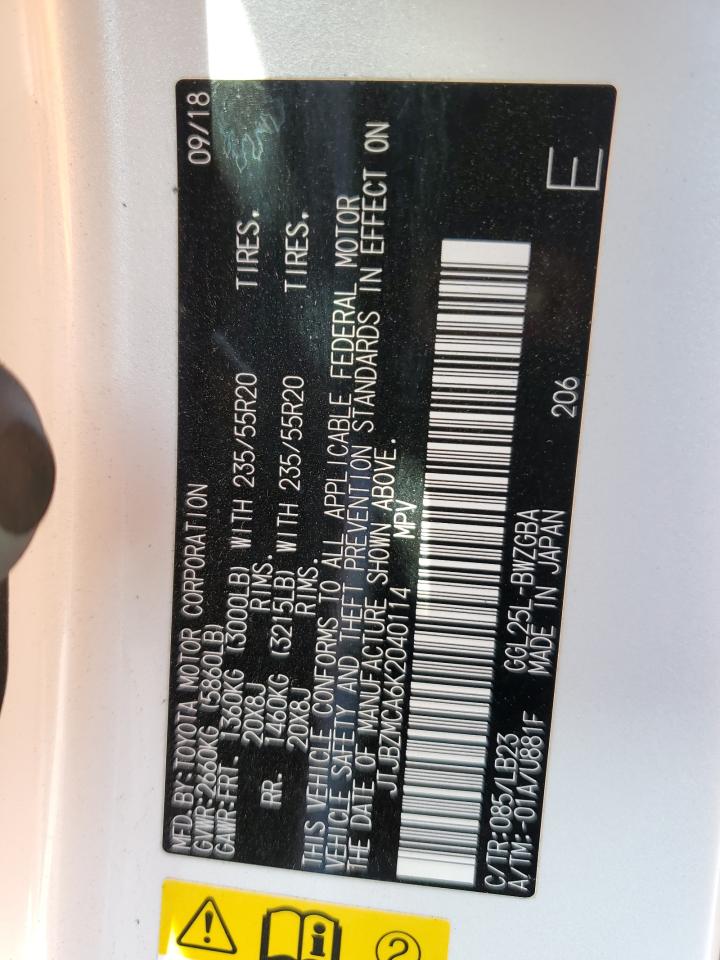 MFD. BY: TOYOTA MOTOR CORPORATION 09/18
GVWR: 2660KG (5860LB)
GAWR: FRT. 1360KG (3000LB) WITH 235/55R20 TIRES.
20X8J RIMS.
RR. 1460KG (3215LB) WITH 235/55R20 TIRES.
20X8J RIMS.
THIS VEHICLE CONFORMS TO ALL APPLICABLE FEDERAL MOTOR
VEHICLE SAFETY AND THEFT PREVENTION STANDARDS IN EFFECT ON
THE DATE OF MANUFACTURE SHOWN ABOVE.
JTJBZMCA6K2040114 MPV
C/TR: 085/LB23 GGL25L-BWZGBA
A/TM: -01A/U881F MADE IN JAPAN 206 E